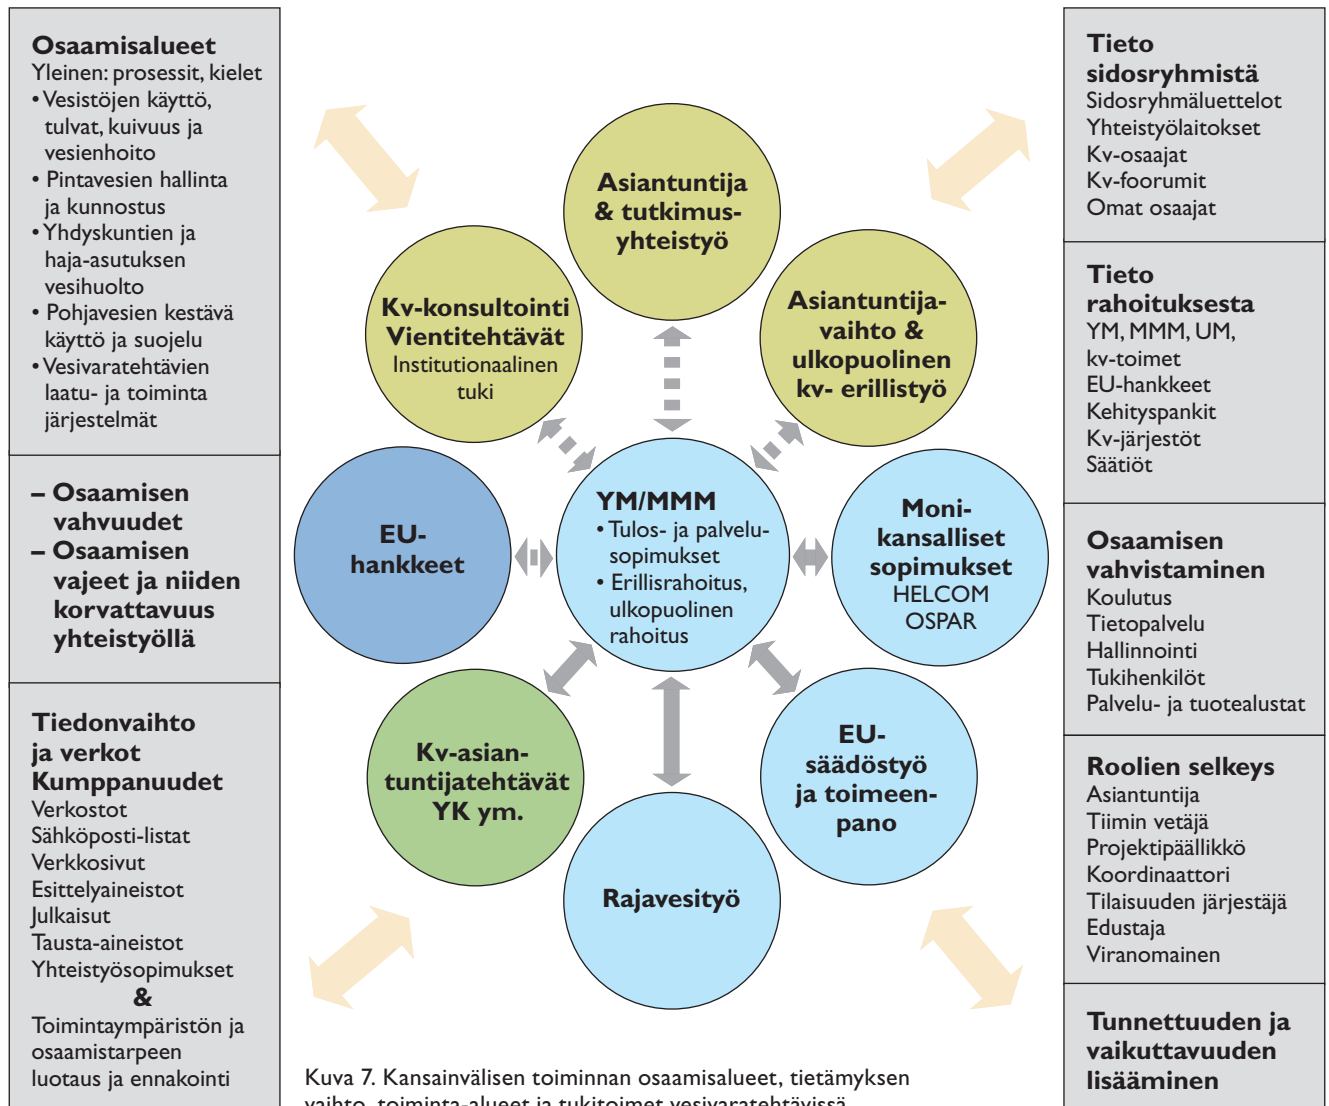 Osaamisalueet
Yleinen: prosessit, kielet
• Vesistöjen käyttö,
tulvat, kuivuus ja
vesienhoito
• Pintavesien hallinta
ja kunnostus
• Yhdyskuntien ja
haja-asutuksen
vesihuolto
• Pohjavesien kestävä
käyttö ja suojelu
• Vesivaratehtävien
laatu- ja toiminta
järjestelmät
– Osaamisen
vahvuudet
– Osaamisen
vajeet ja niiden
korvattavuus
yhteistyöllä
Tiedonvaihto
ja verkot
Kumppanuudet
Verkostot
Sähköposti-listat
Verkkosivut
Esittelyaineistot
Julkaisut
Tausta-aineistot
Yhteistyösopimukset
&
Toimintaympäristön ja
osaamistarpeen
luotaus ja ennakointi
Asiantuntija
& tutkimus-
yhteistyö
Kv-konsultointi
Vientitehtävät
Institutionaalinen
tuki
Asiantuntija-
vaihto &
ulkopuolinen
kv- erillistyö
EU-
hankkeet
YM/MMM
• Tulos- ja palvelu-
sopimukset
• Erillisrahoitus,
ulkopuolinen
rahoitus
Moni-
kansalliset
sopimukset
HELCOM
OSPAR
Kv-asian-
tuntijatehtävät
YK ym.
EU-
säädöstyö
ja toimeen-
pano
Rajavesityö
Kuva 7. Kansainvälisen toiminnan osaamisalueet, tietämyksen
vaihto, toiminta-alueet ja tukitoimet vesivaratehtävissä
Tieto
sidosryhmistä
Sidosryhmäluettelot
Yhteistyölaitokset
Kv-osaajat
Kv-foorumit
Omat osaajat
Tieto
rahoituksesta
YM, MMM, UM,
kv-toimet
EU-hankkeet
Kehityspankit
Kv-järjestöt
Säätiöt
Osaamisen
vahvistaminen
Koulutus
Tietopalvelu
Hallinnointi
Tukihenkilöt
Palvelu- ja tuotealustat
Roolien selkeys
Asiantuntija
Tiimin vetäjä
Projektipäällikkö
Koordinaattori
Tilaisuuden järjestäjä
Edustaja
Viranomainen
Tunnettuuden ja
vaikuttavuuden
lisääminen